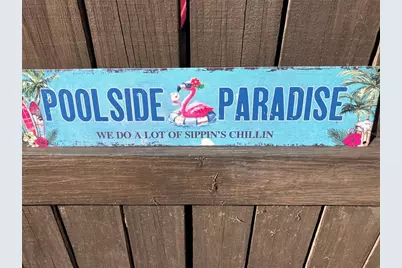 POOLSIDE PARADISE
WE DO A LOT OF SIPPIN'S CHILLIN